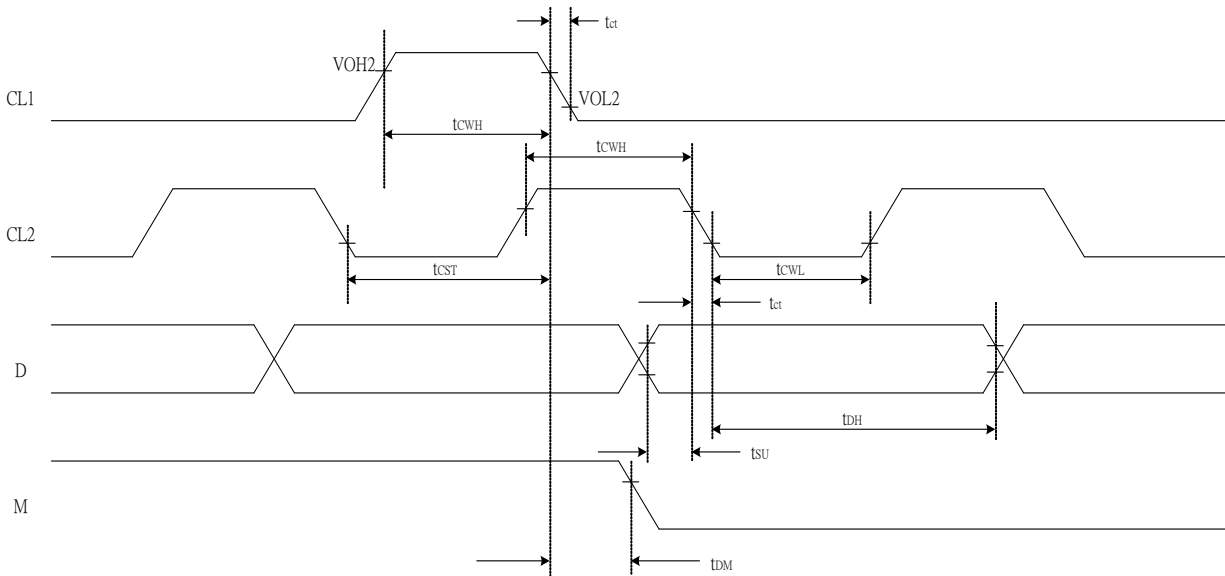 tct
VOH2
CL1
VOL2
tCWH
tCWH
CL2
tCST
tCWL
tct
D
tDH
tSU
M
tDM